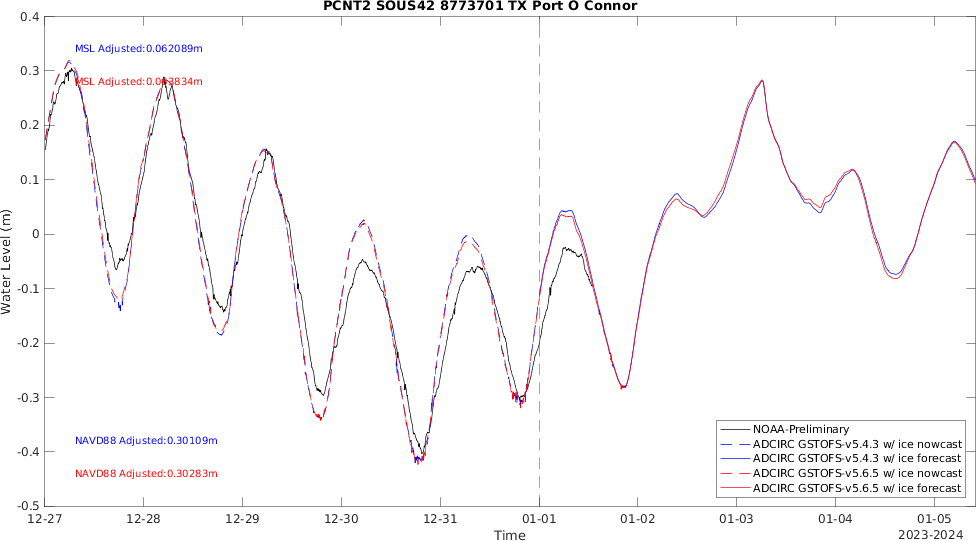 PCNT2 SOUS42 8773701 TX Port O Connor
0.4
0.3
0.2
0.1
0
-0.1
-0.2
-0.3
-0.4
-0.5
Water Level (m)
MSL Adjusted:0.062089m
MSL Adjusted: 3834m
NAVD88 Adjusted:0.30109m
NAVD88 Adjusted:0.30283m
NOAA-Preliminary
ADCIRC GSTOFS-v5.4.3 w/ ice nowcast
ADCIRC GSTOFS-v5.4.3 w/ ice forecast
ADCIRC GSTOFS-v5.6.5 w/ ice nowcast
ADCIRC GSTOFS-v5.6.5 w/ ice forecast
12-27 12-28 12-29 12-30 12-31 01-01 01-02 01-03 01-04 01-05
Time
2023-2024